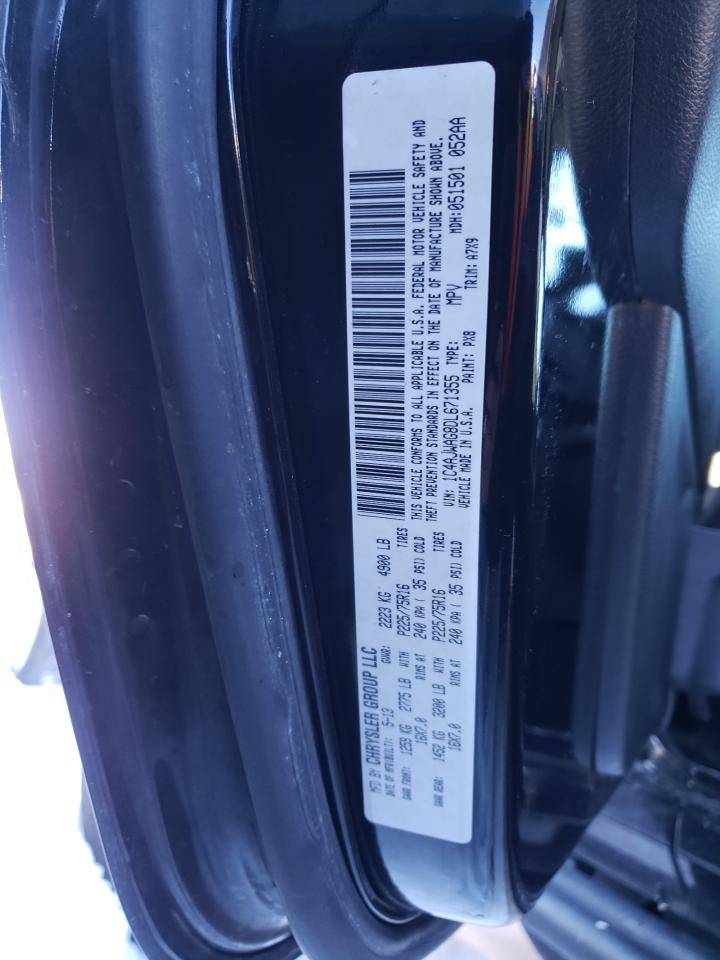 MFD BY CHRYSLER GROUP LLC
DATE OF MFR(BUILT): 5-13 GVWR: 2223 KG 4900 LB
GAWR FRONT: 1259 KG 2775 LB WITH P225/75R16 TIRES
16X7.0 RIMS AT 240 KPA ( 35 PSI) COLD
GAWR REAR: 1452 KG 3200 LB WITH P225/75R16 TIRES
16X7.0 RIMS AT 240 KPA ( 35 PSI) COLD
THIS VEHICLE CONFORMS TO ALL APPLICABLE U.S.A. FEDERAL MOTOR VEHICLE SAFETY AND
THEFT PREVENTION STANDARDS IN EFFECT ON THE DATE OF MANUFACTURE SHOWN ABOVE.
VIN: 1C4AJWAG8DL671355 TYPE: MPV MDH:051501 052AA
VEHICLE MADE IN U.S.A. PAINT: PX8 TRIM: A7X9